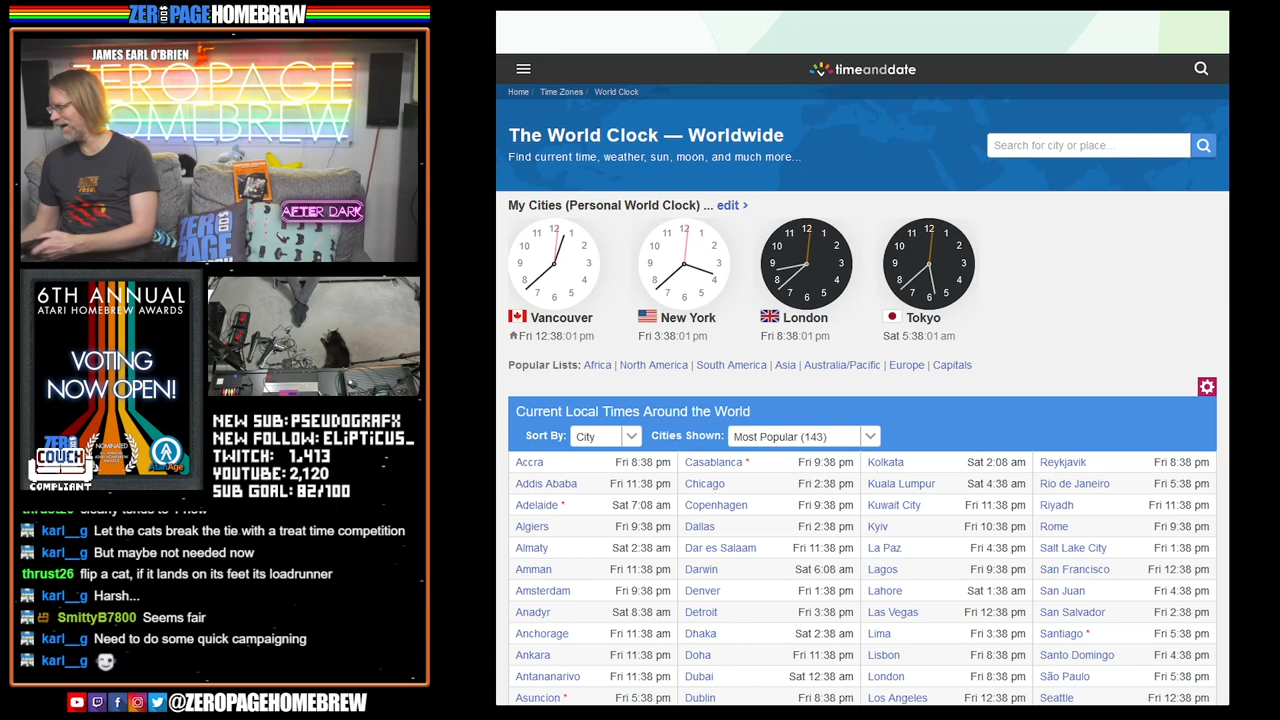 ZEROPAGE HOMEBREW
JAMES EARL O'BRIEN
ZEROPAGE
HOMEBREW
AFTER DARK
6TH ANNUAL
ATARI HOMEBREW AWARDS
VOTING
NOW OPEN!
ZERO
COUCH
COMPLIANT
NOMINATED
AtariAge
NEW SUB:PSEUDOGRAFX
NEW FOLLOW:ELIPTICUS_
TWITCH: 1,413
YOUTUBE: 2,120
SUB GOAL: 82/100
karl__g Let the cats break the tie with a treat time competition
karl__g But maybe not needed now
thrust26 flip a cat, if it lands on its feet its loadrunner
karl__g Harsh...
SmittyB7800 Seems fair
karl__g Need to do some quick campaigning
karl__g
@ZEROPAGEHOMEBREW
timeanddate
Home / Time Zones / World Clock
The World Clock — Worldwide
Find current time, weather, sun, moon, and much more...
Search for city or place...
My Cities (Personal World Clock) ... edit >
Vancouver New York London Tokyo
Fri 12:38:01 pm Fri 3:38:01 pm Fri 8:38:01 pm Sat 5:38:01 am
Popular Lists: Africa | North America | South America | Asia | Australia/Pacific | Europe | Capitals
Current Local Times Around the World
Sort By: City Cities Shown: Most Popular (143)
Accra Fri 8:38 pm Casablanca * Fri 9:38 pm Kolkata Sat 2:08 am Reykjavik Fri 8:38 pm
Addis Ababa Fri 11:38 pm Chicago Fri 2:38 pm Kuala Lumpur Sat 4:38 am Rio de Janeiro Fri 5:38 pm
Adelaide * Sat 7:08 am Copenhagen Fri 9:38 pm Kuwait City Fri 11:38 pm Riyadh Fri 11:38 pm
Algiers Fri 9:38 pm Dallas Fri 2:38 pm Kyiv Fri 10:38 pm Rome Fri 9:38 pm
Almaty Sat 2:38 am Dar es Salaam Fri 11:38 pm La Paz Fri 4:38 pm Salt Lake City Fri 1:38 pm
Amman Fri 11:38 pm Darwin Sat 6:08 am Lagos Fri 9:38 pm San Francisco Fri 12:38 pm
Amsterdam Fri 9:38 pm Denver Fri 1:38 pm Lahore Sat 1:38 am San Juan Fri 4:38 pm
Anadyr Sat 8:38 am Detroit Fri 3:38 pm Las Vegas Fri 12:38 pm San Salvador Fri 2:38 pm
Anchorage Fri 11:38 am Dhaka Sat 2:38 am Lima Fri 3:38 pm Santiago * Fri 5:38 pm
Ankara Fri 11:38 pm Doha Fri 11:38 pm Lisbon Fri 8:38 pm Santo Domingo Fri 4:38 pm
Antananarivo Fri 11:38 pm Dubai Sat 12:38 am London Fri 8:38 pm São Paulo Fri 5:38 pm
Asuncion * Fri 5:38 pm Dublin Fri 8:38 pm Los Angeles Fri 12:38 pm Seattle Fri 12:38 pm